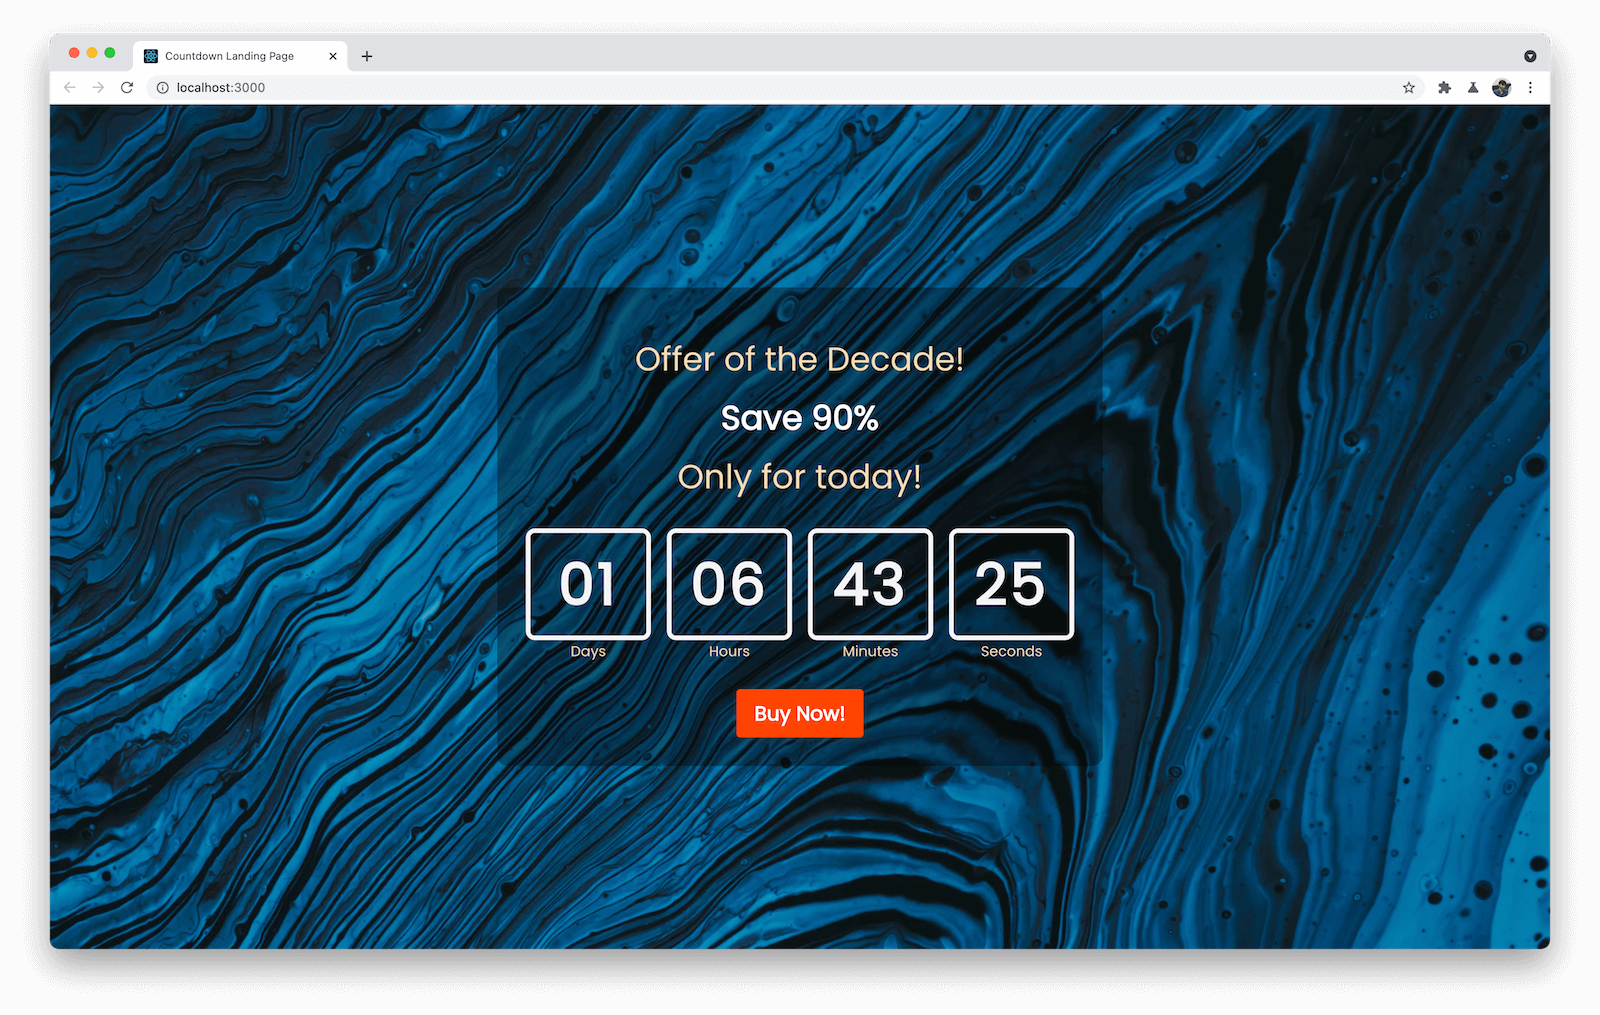 Countdown Landing Page
localhost:3000
Offer of the Decade!
Save 90%
Only for today!
01 06 43 25
Days Hours Minutes Seconds
Buy Now!